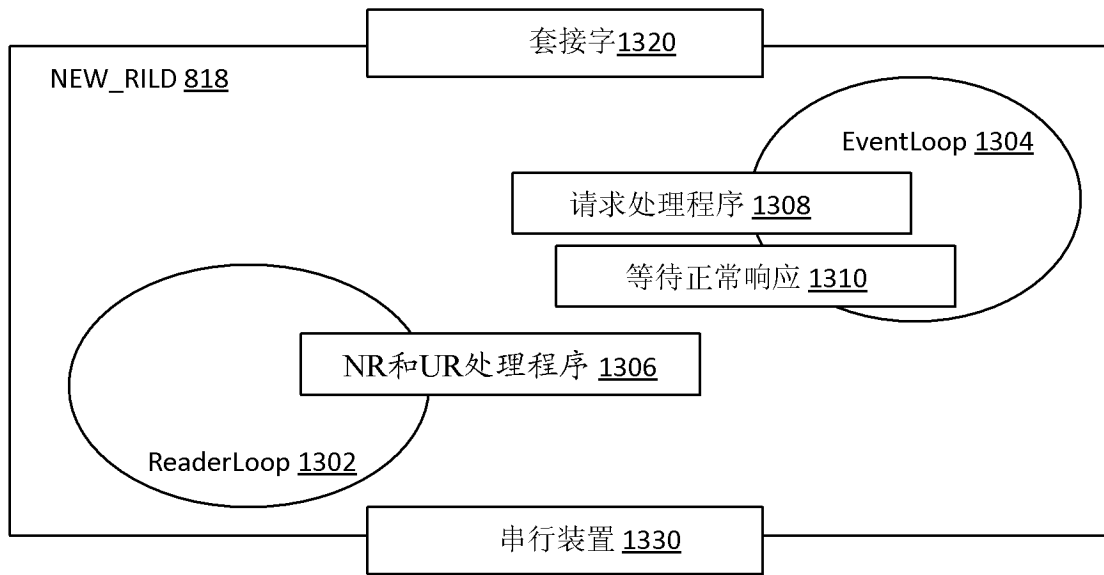 套接字1320
NEW_RILD 818
EventLoop 1304
请求处理程序 1308
等待正常响应 1310
NR和UR处理程序 1306
ReaderLoop 1302
串行装置 1330